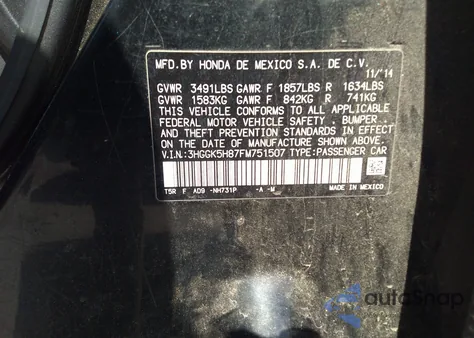 MFD.BY HONDA DE MEXICO S.A. DE C.V.
11/'14
GVWR 3491LBS GAWR F 1857LBS R 1634LBS
GVWR 1583KG GAWR F 842KG R 741KG
THIS VEHICLE CONFORMS TO ALL APPLICABLE
FEDERAL MOTOR VEHICLE SAFETY , BUMPER ,
AND THEFT PREVENTION STANDARDS IN EFFECT
ON THE DATE OF MANUFACTURE SHOWN ABOVE.
V.I.N.:3HGGK5H87FM751507 TYPE:PASSENGER CAR
T5R F AD9 -NH731P -A -M_ MADE IN MEXICO
autoSnap